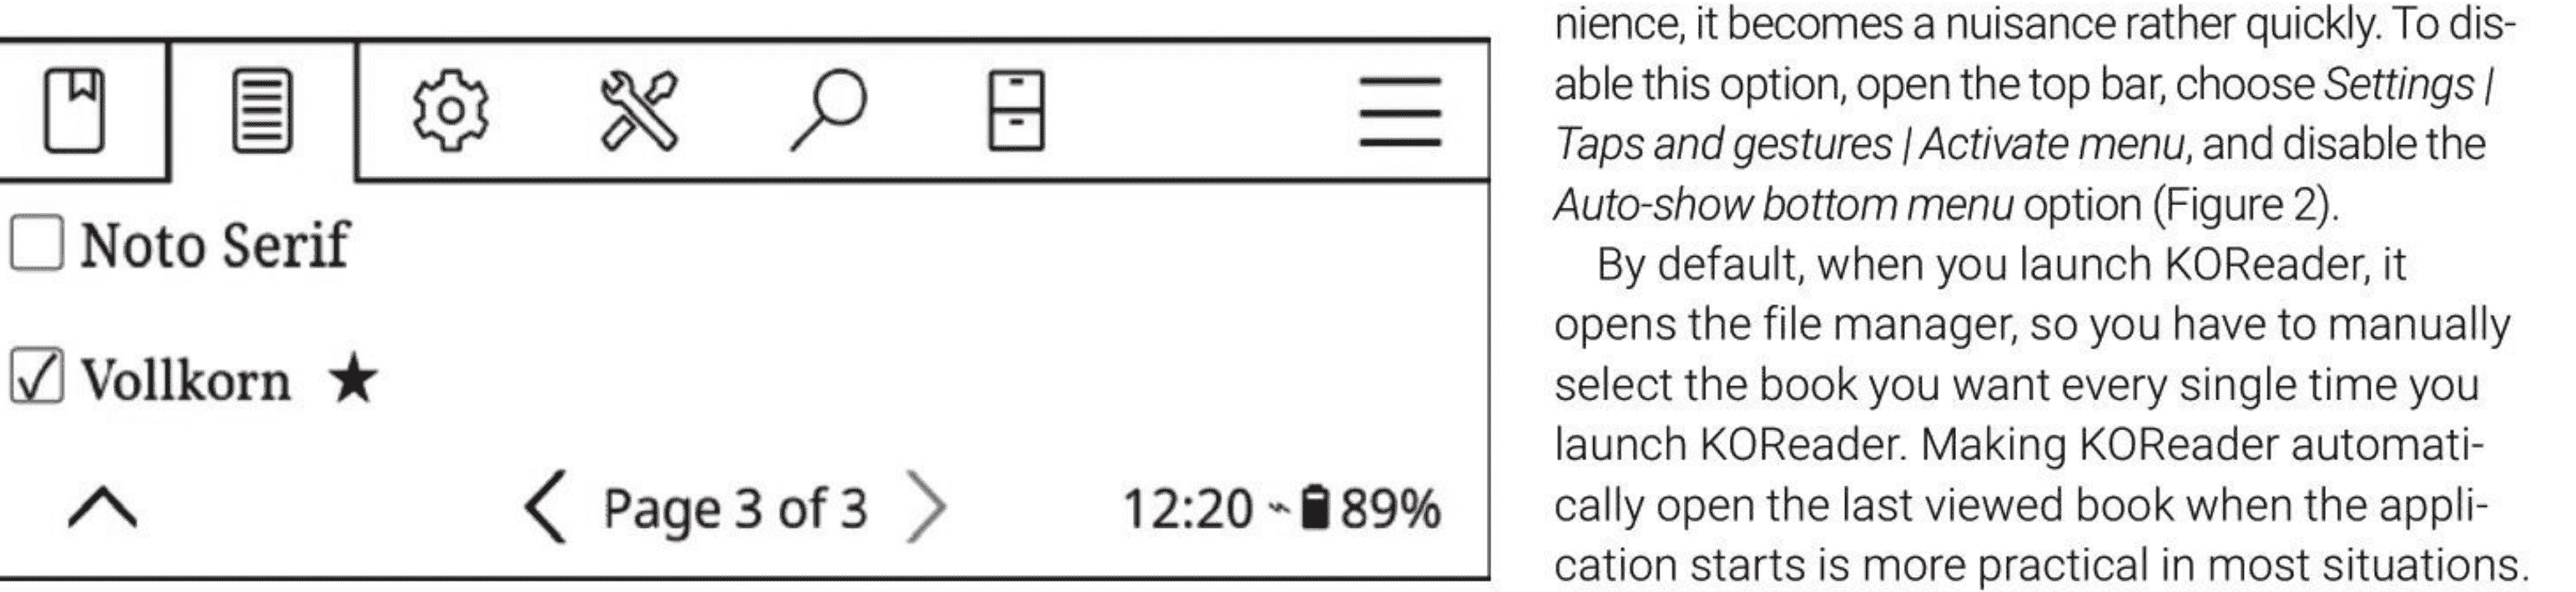 Noto Serif
Vollkorn ★
Page 3 of 3
12:20 89%
nience, it becomes a nuisance rather quickly. To dis-
able this option, open the top bar, choose Settings |
Taps and gestures | Activate menu, and disable the
Auto-show bottom menu option (Figure 2).
By default, when you launch KOReader, it
opens the file manager, so you have to manually
select the book you want every single time you
launch KOReader. Making KOReader automati-
cally open the last viewed book when the appli-
cation starts is more practical in most situations.